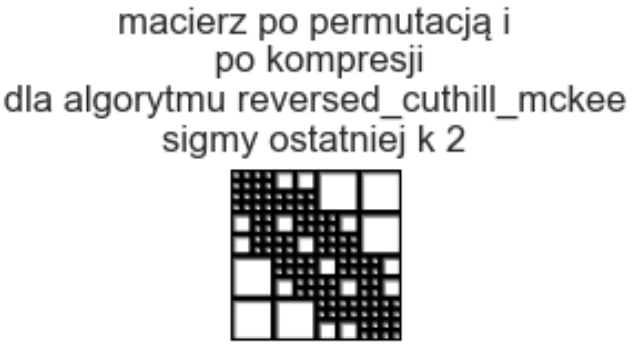 macierz po permutacją i
po kompresji
dla algorytmu reversed_cuthill_mckee
sigmy ostatniej k 2